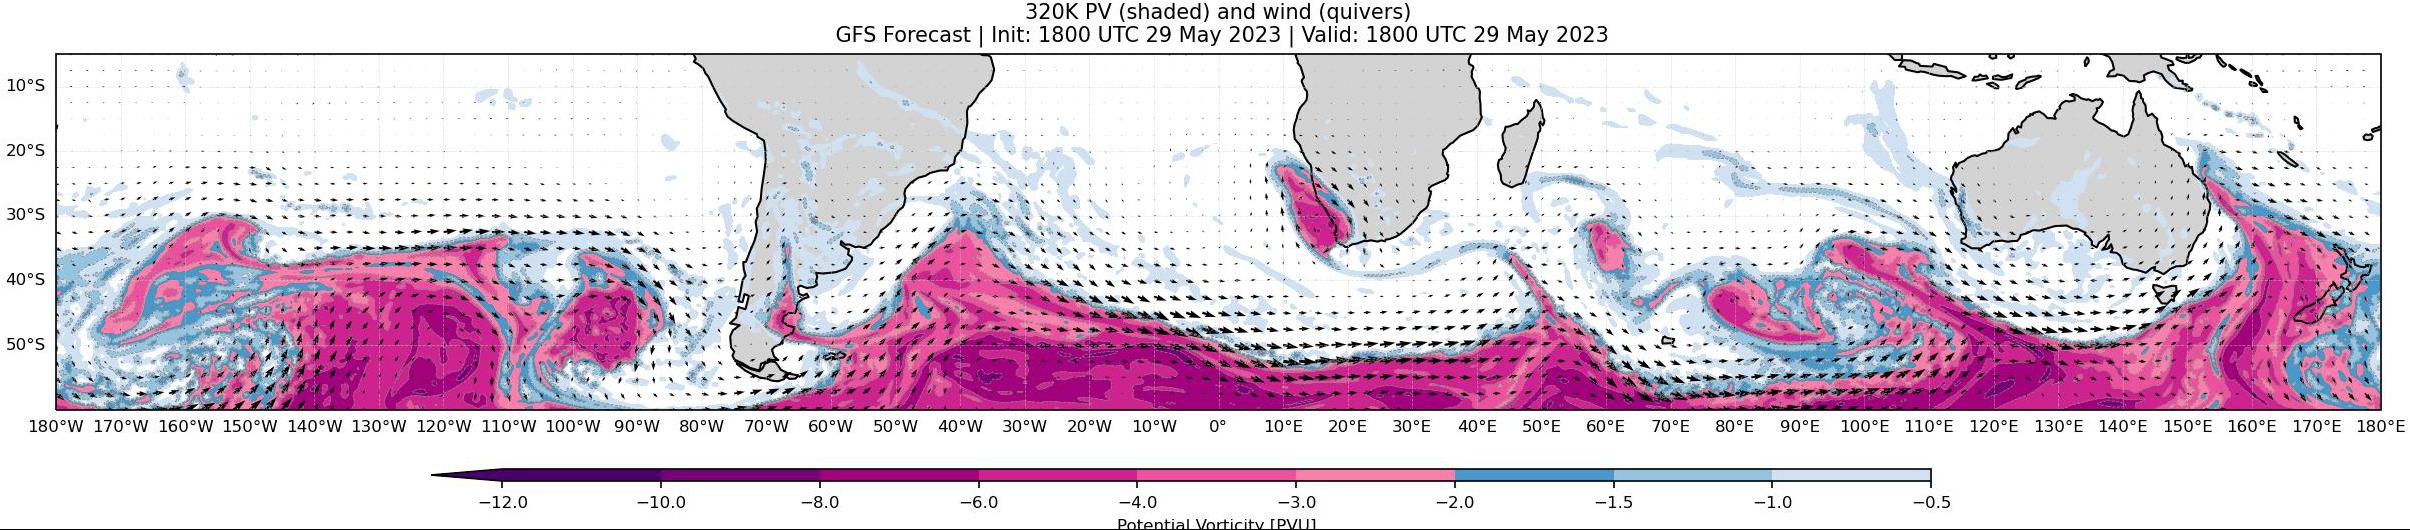 320K PV (shaded) and wind (quivers)
GFS Forecast | Init: 1800 UTC 29 May 2023 | Valid: 1800 UTC 29 May 2023
10°S
20°S
30°S
40°S
50°S
180°W 170°W 160°W 150°W 140°W 130°W 120°W 110°W 100°W 90°W 80°W 70°W 60°W 50°W 40°W 30°W 20°W 10°W 0° 10°E 20°E 30°E 40°E 50°E 60°E 70°E 80°E 90°E 100°E 110°E 120°E 130°E 140°E 150°E 160°E 170°E 180°E
−12.0 −10.0 −8.0 −6.0 −4.0 −3.0 −2.0 −1.5 −1.0 −0.5
Potential Vorticity [PVU]